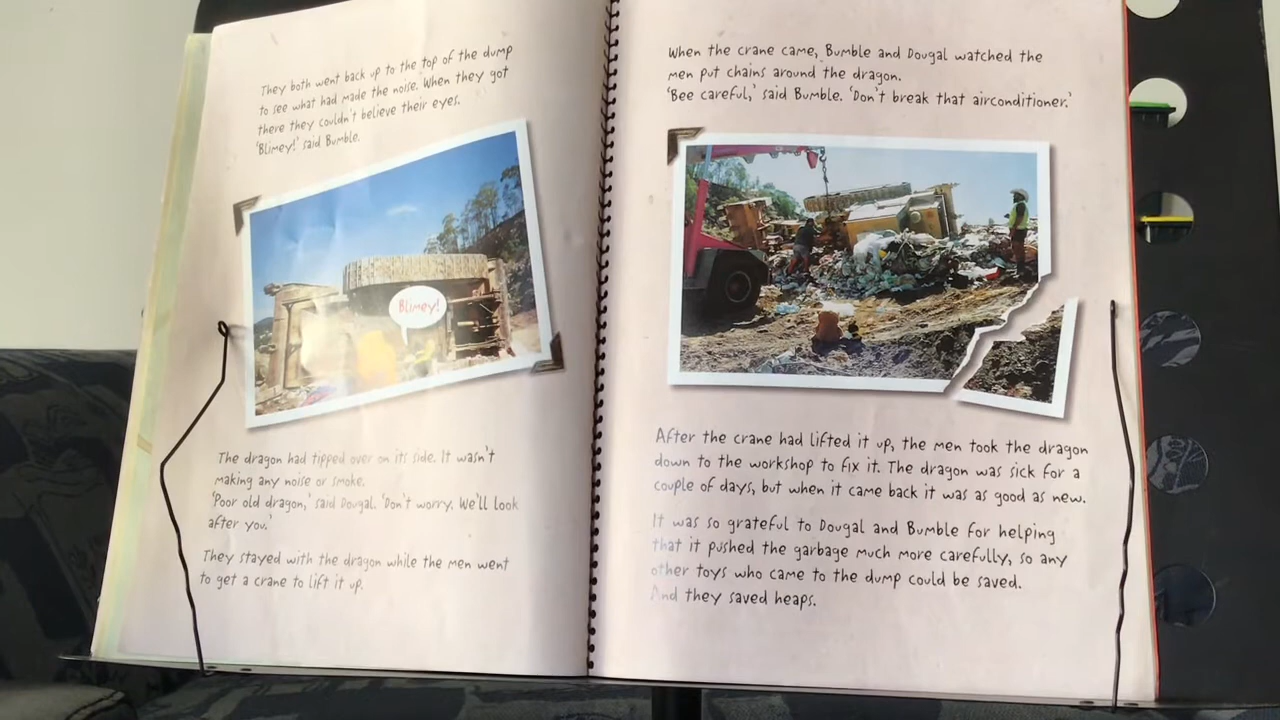 They both went back up to the top of the dump
to see what had made the noise. When they got
there they couldn't believe their eyes.
'Blimey!' said Bumble.
Blimey!
The dragon had tipped over on its side. It wasn't
making any noise or smoke.
'Poor old dragon,' said Dougal. 'Don't worry. We'll look
after you.'
They stayed with the dragon while the men went
to get a crane to lift it up.
When the crane came, Bumble and Dougal watched the
men put chains around the dragon.
'Bee careful,' said Bumble. 'Don't break that airconditioner.'
After the crane had lifted it up, the men took the dragon
down to the workshop to fix it. The dragon was sick for a
couple of days, but when it came back it was as good as new.
It was so grateful to Dougal and Bumble for helping
that it pushed the garbage much more carefully, so any
other toys who came to the dump could be saved.
And they saved heaps.